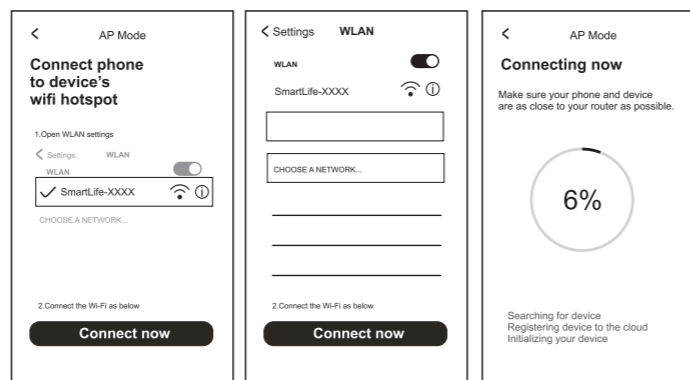 AP Mode
Connect phone
to device's
wifi hotspot
1.Open WLAN settings
Settings WLAN
WLAN
SmartLife-XXXX
CHOOSE A NETWORK...
2.Connect the Wi-Fi as below
Connect now
Settings WLAN
WLAN
SmartLife-XXXX
CHOOSE A NETWORK...
2.Connect the Wi-Fi as below
Connect now
AP Mode
Connecting now
Make sure your phone and device
are as close to your router as possible.
6%
Searching for device
Registering device to the cloud
Initializing your device